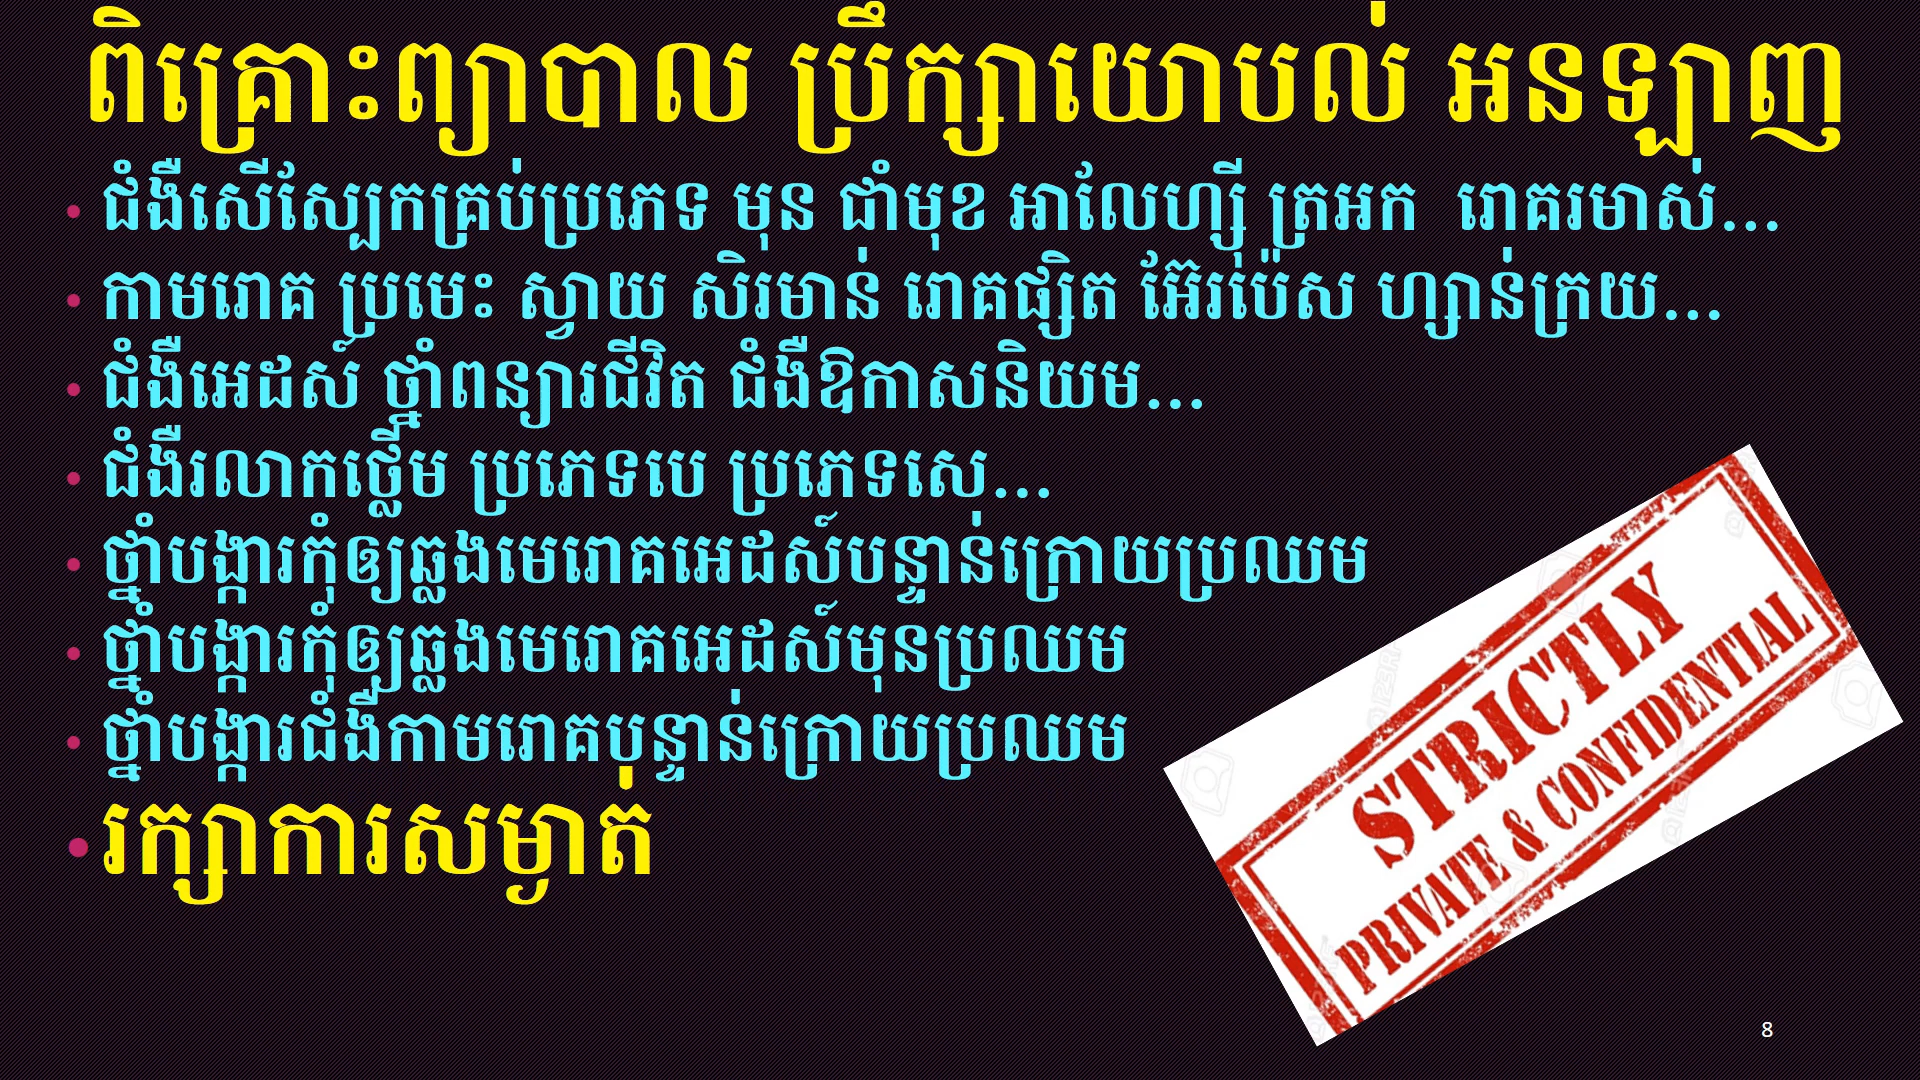 ពិគ្រោះព្យាបាល ប្រឹក្សាយោបល់ អនឡាញ
ជំងឺសើស្បែកគ្រប់ប្រភេទ មុន ជាំមុខ អាលែហ្ស៊ី ត្រអក រោគរមាស់...
កាមរោគ ប្រមេះ ស្វាយ សិរមាន់ រោគផ្សិត អ៊ែរប៉េស ហ្សាន់ក្រយ...
ជំងឺអេដស៍ ថ្នាំពន្យារជីវិត ជំងឺឱកាសនិយម...
ជំងឺរលាកថ្លើម ប្រភេទបេ ប្រភេទសេ...
ថ្នាំបង្ការកុំឲ្យឆ្លងមេរោគអេដស៍បន្ទាន់ក្រោយប្រឈម
ថ្នាំបង្ការកុំឲ្យឆ្លងមេរោគអេដស៍មុនប្រឈម
ថ្នាំបង្ការជំងឺកាមរោគបន្ទាន់ក្រោយប្រឈម
រក្សាការសម្ងាត់
STRICTLY
PRIVATE & CONFIDENTIAL
8